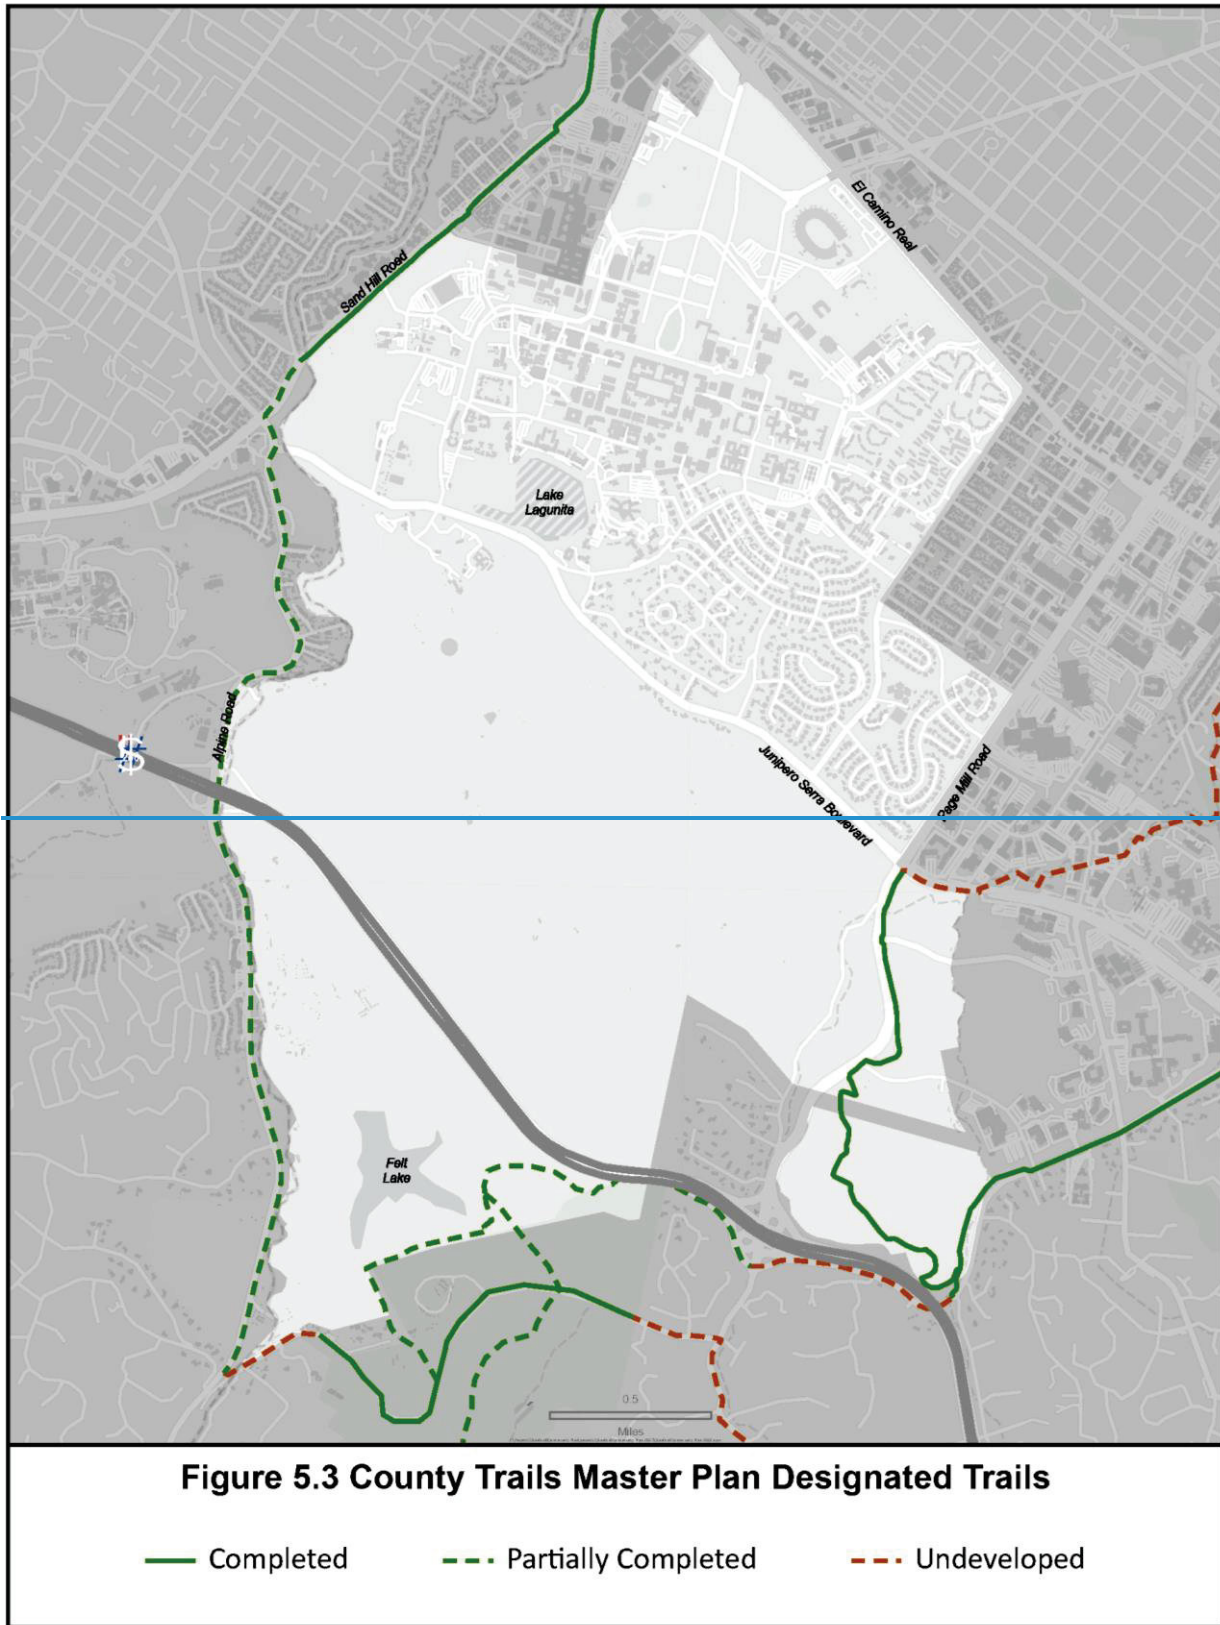 El Camino Real
Sand Hill Road
Lake
Lagunita
Alpine Road
Junipero Serra Boulevard
Page Mill Road
$
Felt
Lake
0.5
Miles
Figure 5.3 County Trails Master Plan Designated Trails
Completed
Partially Completed
Undeveloped